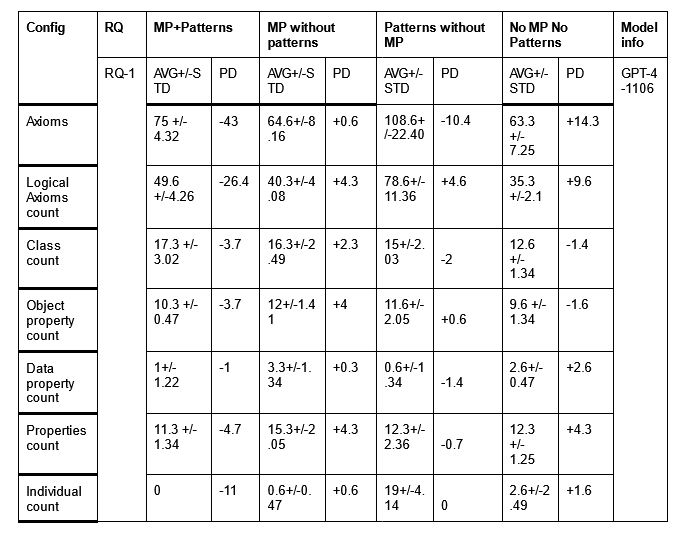 Config RQ MP+Patterns MP without Patterns without No MP No Model
patterns MP Patterns info
RQ-1 AVG+/-S PD AVG+/-S PD AVG+/- PD AVG+/- PD GPT-4
TD TD STD STD -1106
Axioms 75 +/- -43 64.6+/-8 +0.6 108.6+ -10.4 63.3 +14.3
4.32 .16 /-22.40 +/-
7.25
Logical 49.6 -26.4 40.3+/-4 +4.3 78.6+/- +4.6 35.3 +9.6
Axioms +/-4.26 .08 11.36 +/-2.1
count
Class 17.3 +/- -3.7 16.3+/-2 +2.3 15+/-2. 12.6 -1.4
count 3.02 .49 03 -2 +/-
1.34
Object 10.3 +/- -3.7 12+/-1.4 +4 11.6+/- 9.6 +/- -1.6
property 0.47 1 2.05 +0.6 1.34
count
Data 1+/- -1 3.3+/-1. +0.3 0.6+/-1 2.6+/- +2.6
property 1.22 34 .34 -1.4 0.47
count
Properties 11.3 +/- -4.7 15.3+/-2 +4.3 12.3+/- 12.3 +4.3
count 1.34 .05 2.36 -0.7 +/-
1.25
Individual 0 -11 0.6+/-0. +0.6 19+/-4. 2.6+/-2 +1.6
count 47 14 0 .49